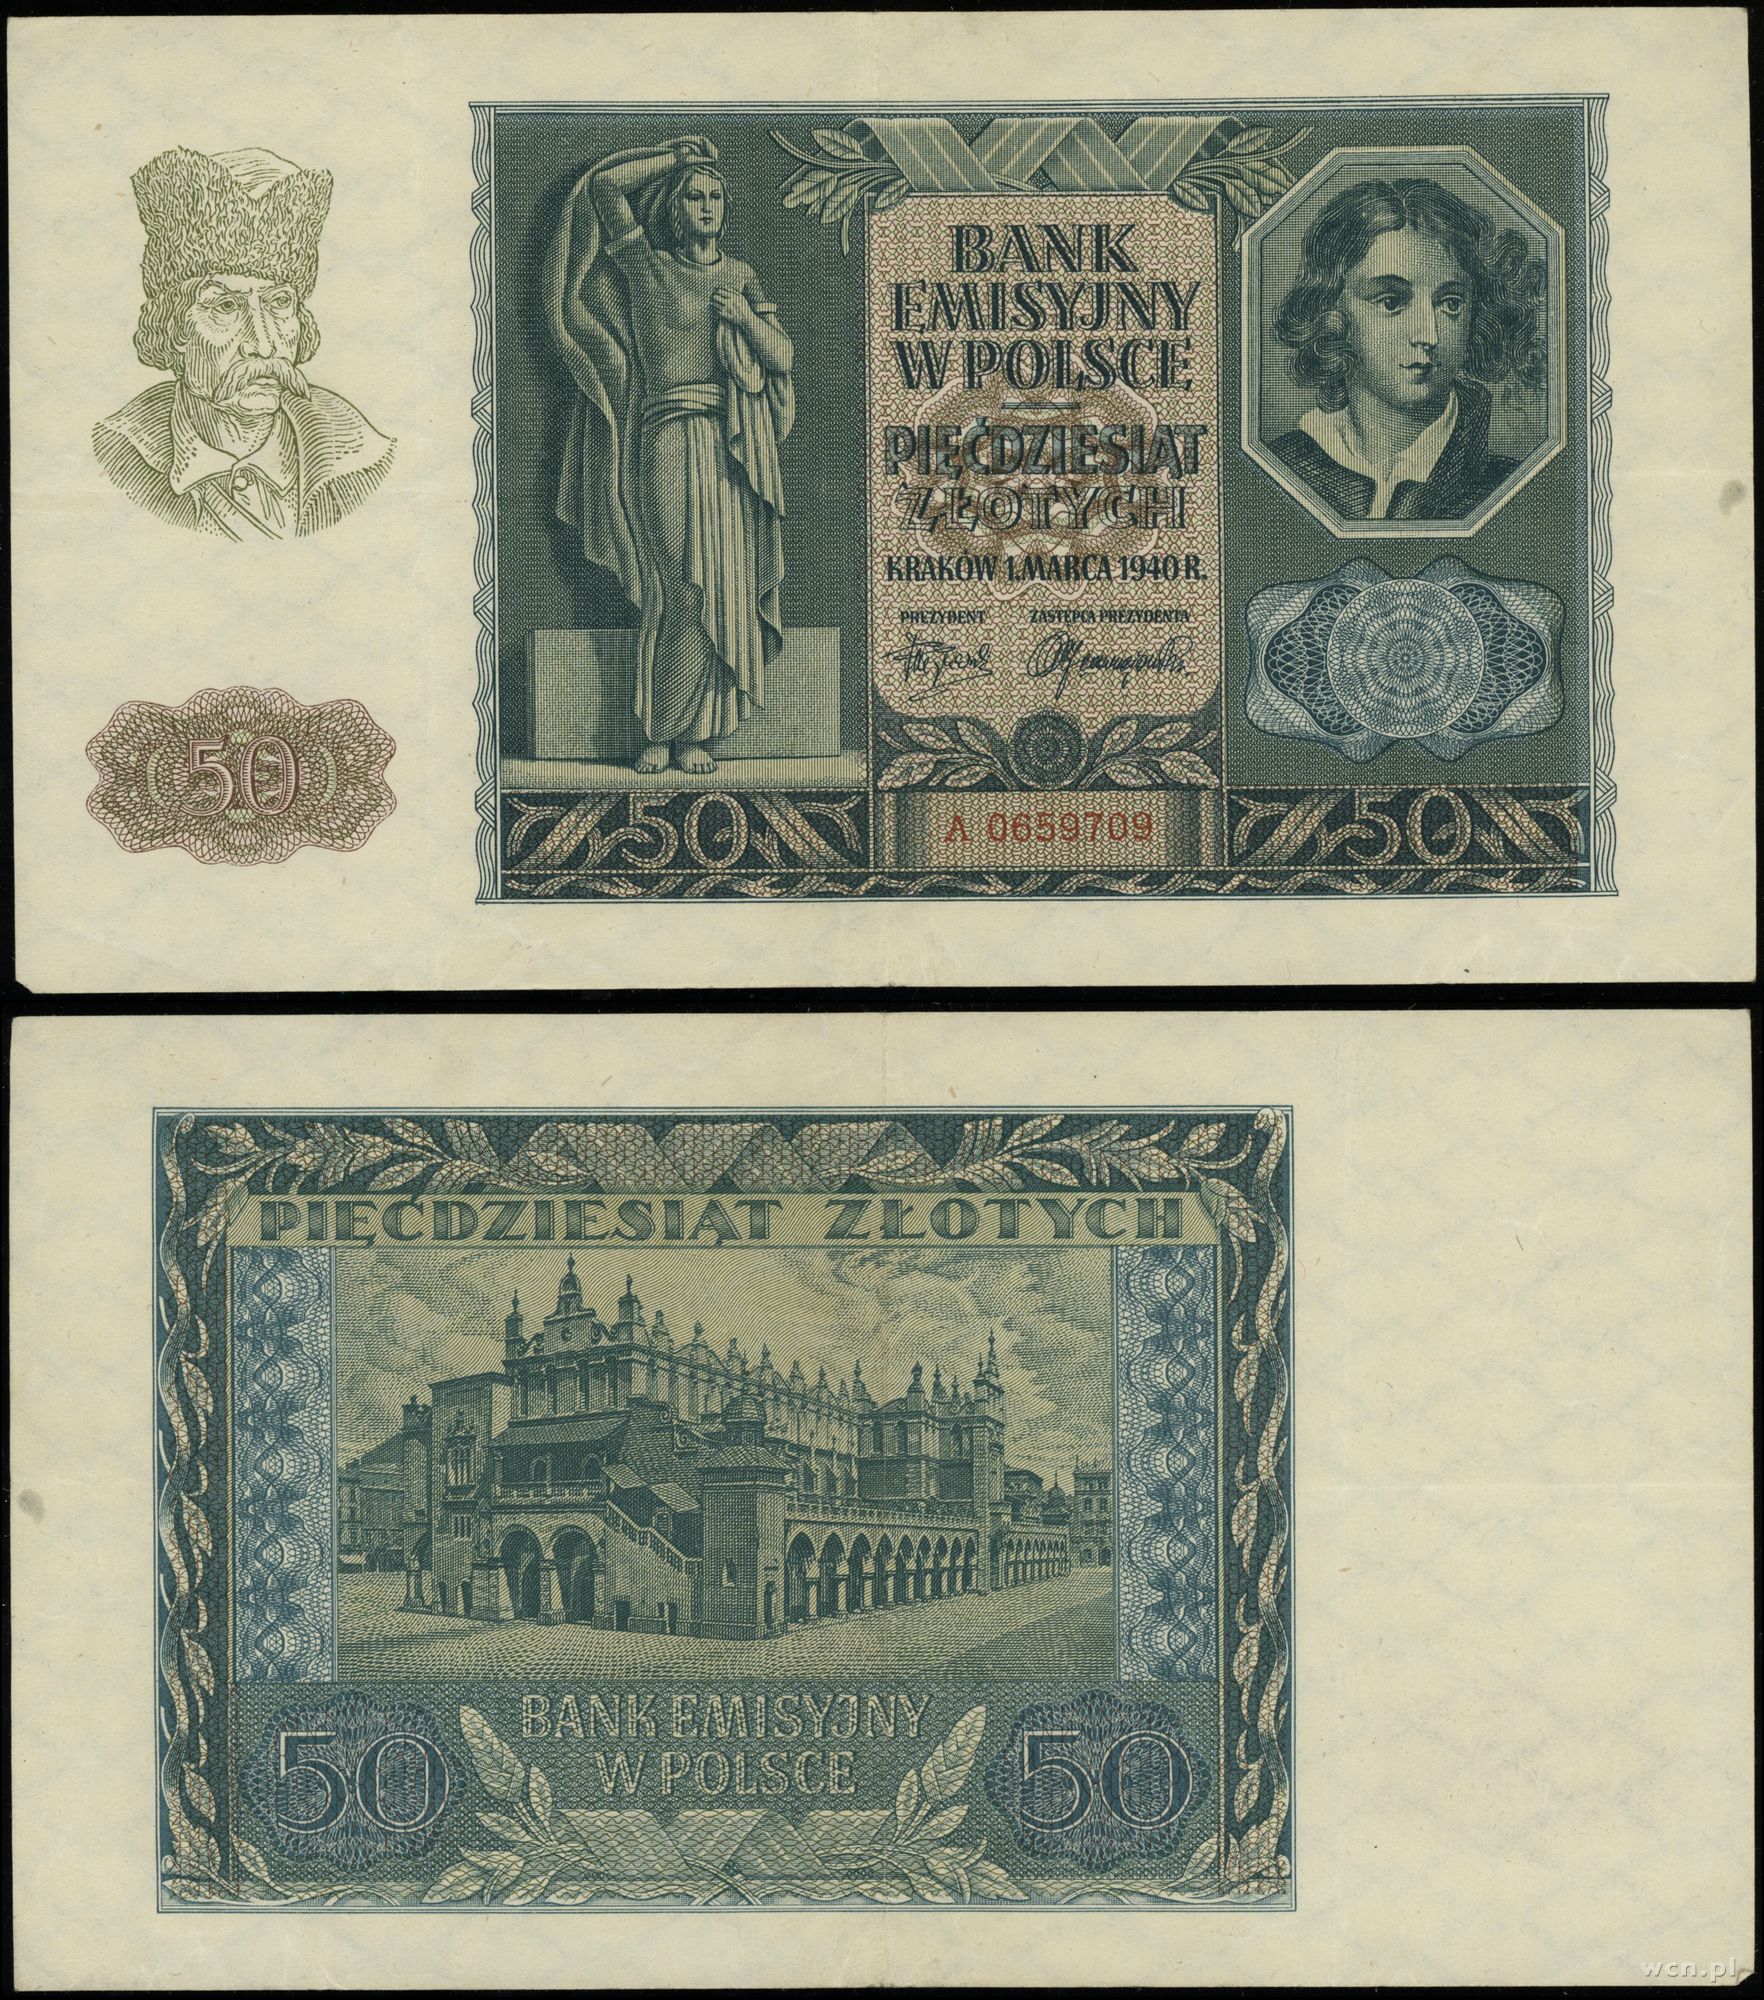 BANK
EMISYJNY
W POLSCE
PIĘĆDZIESIĄT
ZŁOTYCH
KRAKÓW 1. MARCA 1940 R.
PREZYDENT ZASTĘPCA PREZYDENTA
50
50
A 0659709
50
PIĘĆDZIESIĄT ZŁOTYCH
BANK EMISYJNY
W POLSCE
50
50
wcn.pl